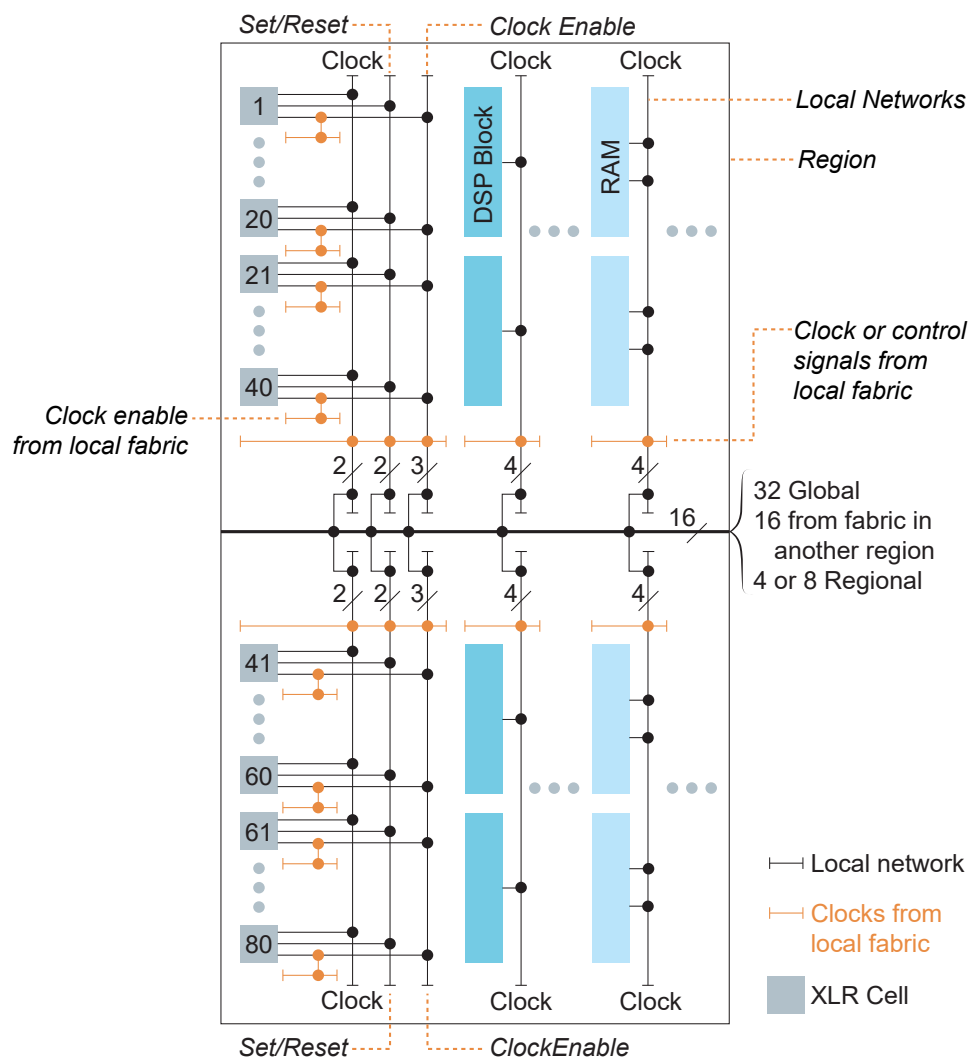 Set/Reset
Clock Enable
Clock
Clock
Clock
1
DSP Block
RAM
Local Networks
Region
20
21
40
Clock or control
signals from
local fabric
Clock enable
from local fabric
2
2
3
4
4
16
32 Global
16 from fabric in
another region
4 or 8 Regional
2
2
3
4
4
41
60
61
80
Local network
Clocks from
local fabric
XLR Cell
Clock
Clock
Clock
Set/Reset
ClockEnable